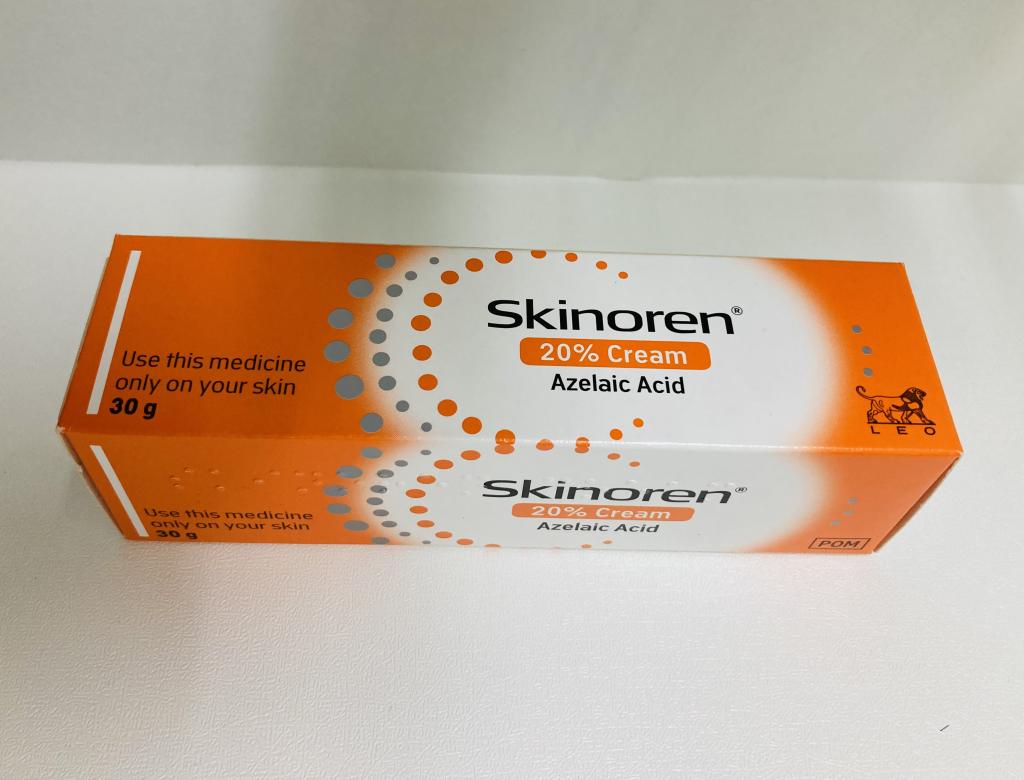 Use this medicine
only on your skin
30 g
Skinoren®
20% Cream
Azelaic Acid
LEO
Use this medicine
only on your skin
30 g
Skinoren®
20% Cream
Azelaic Acid
POM